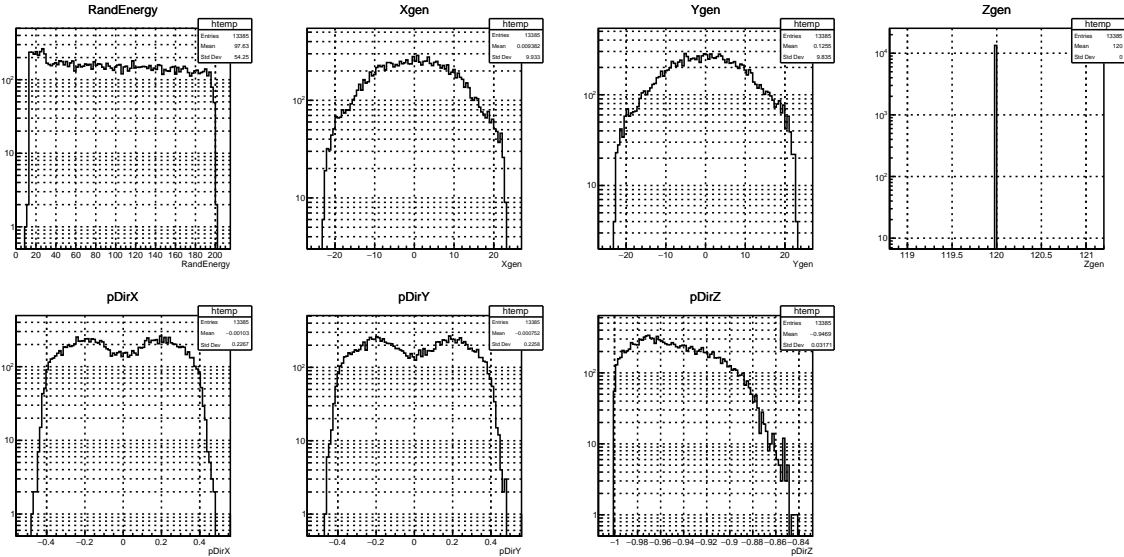 RandEnergy
htemp
Entries 13385
Mean 97.63
Std Dev 54.25
10²
10
1
0 20 40 60 80 100 120 140 160 180 200
RandEnergy
Xgen
htemp
Entries 13385
Mean 0.009382
Std Dev 9.933
10²
10
−20 −10 0 10 20
Xgen
Ygen
htemp
Entries 13385
Mean 0.1255
Std Dev 9.835
10²
10
−20 −10 0 10 20
Ygen
Zgen
htemp
Entries 13385
Mean 120
Std Dev 0
10⁴
10³
10²
10
119 119.5 120 120.5 121
Zgen
pDirX
htemp
Entries 13385
Mean −0.00103
Std Dev 0.2267
10²
10
1
−0.4 −0.2 0 0.2 0.4
pDirX
pDirY
htemp
Entries 13385
Mean −0.000752
Std Dev 0.2258
10²
10
1
−0.4 −0.2 0 0.2 0.4
pDirY
pDirZ
htemp
Entries 13385
Mean −0.9469
Std Dev 0.03171
10²
10
1
−1 −0.98 −0.96 −0.94 −0.92 −0.9 −0.88 −0.86 −0.84
pDirZ